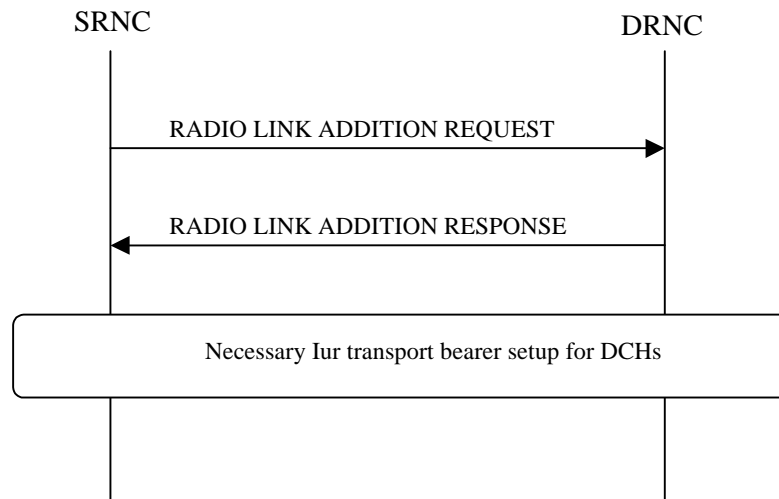 SRNC
DRNC
RADIO LINK ADDITION REQUEST
RADIO LINK ADDITION RESPONSE
Necessary Iur transport bearer setup for DCHs